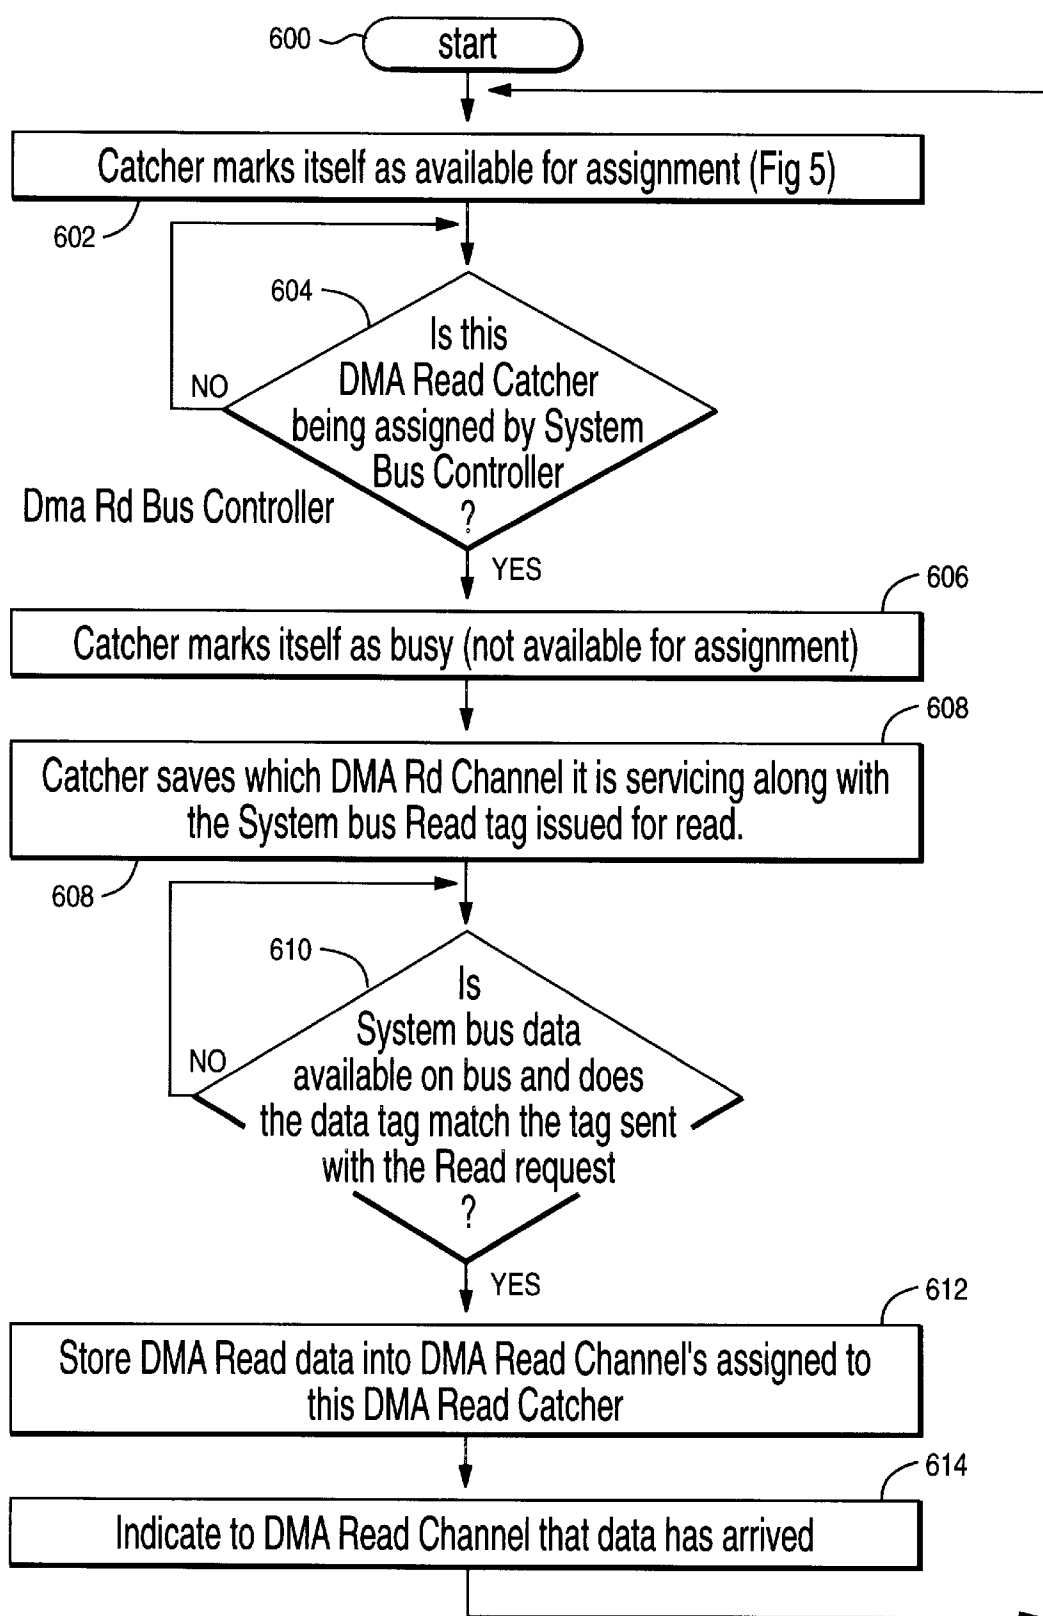 600
start
Catcher marks itself as available for assignment (Fig 5)
602
604
Is this
DMA Read Catcher
being assigned by System
Bus Controller
?
NO
Dma Rd Bus Controller
YES
606
Catcher marks itself as busy (not available for assignment)
608
Catcher saves which DMA Rd Channel it is servicing along with
the System bus Read tag issued for read.
608
610
Is
System bus data
available on bus and does
the data tag match the tag sent
with the Read request
?
NO
YES
612
Store DMA Read data into DMA Read Channel's assigned to
this DMA Read Catcher
614
Indicate to DMA Read Channel that data has arrived